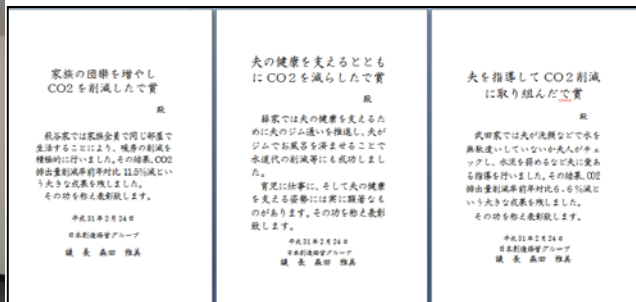 家族の団欒を増やし
CO2を削減したで賞
殿
萩谷家では家族全員で同じ部屋で
生活することにより、暖房の削減を
積極的に行いました。その結果、CO2
排出量削減率前年対比 11.5%減とい
う大きな成果を残しました。
その功を称え表彰致します。
平成31年2月24日
日本創造経営グループ
議 長 森田 雅美
夫の健康を支えるととも
にCO2を減らしたで賞
殿
家では夫の健康を支えるた
めに夫のジム通いを推進し、夫が
ジムでお風呂を済ませることで
水道代の削減等にも成功しまし
た。
育児に仕事に、そして夫の健康
を支える姿勢には実に顕著なも
のがあります。その功を称え表彰
致します。
平成31年2月24日
日本創造経営グループ
議 長 森田 雅美
夫を指導してCO2削減
に取り組んだで賞
殿
武田家では夫が洗顔などで水を
無駄遣いしていないか夫人がチェ
ックし、水流を弱めるなど夫に愛あ
る指導を行いました。その結果、CO2
排出量削減率前年対比6.6%減と
いう大きな成果を残しました。
その功を称え表彰致します。
平成31年2月24日
日本創造経営グループ
議 長 森田 雅美